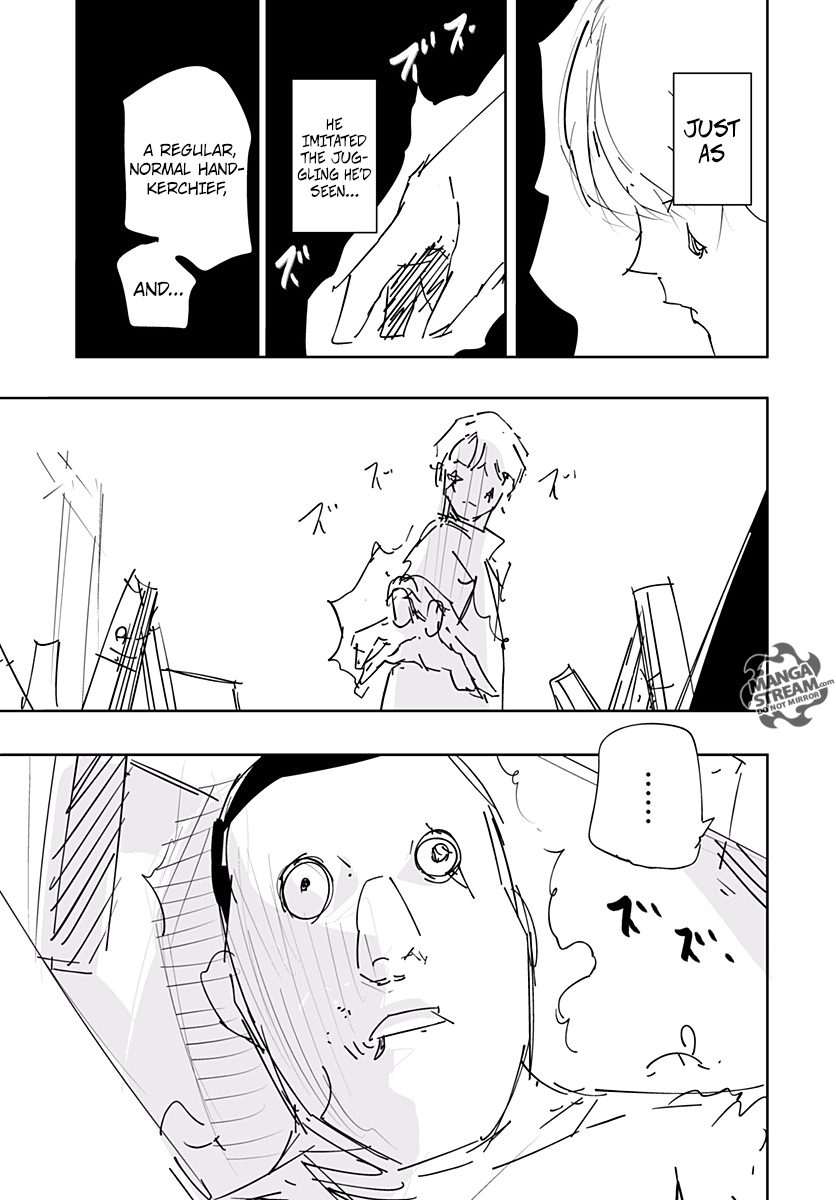 JUST
AS
ズ
ズ
HE
IMITATED
THE JUG-
GLING HE'D
SEEN...
ズ
A REGULAR,
NORMAL HAND-
KERCHIEF,
AND...
ズ
ズ
ズ
MANGA
STREAM.com
DO NOT MIRROR!
......
ズ
ズ